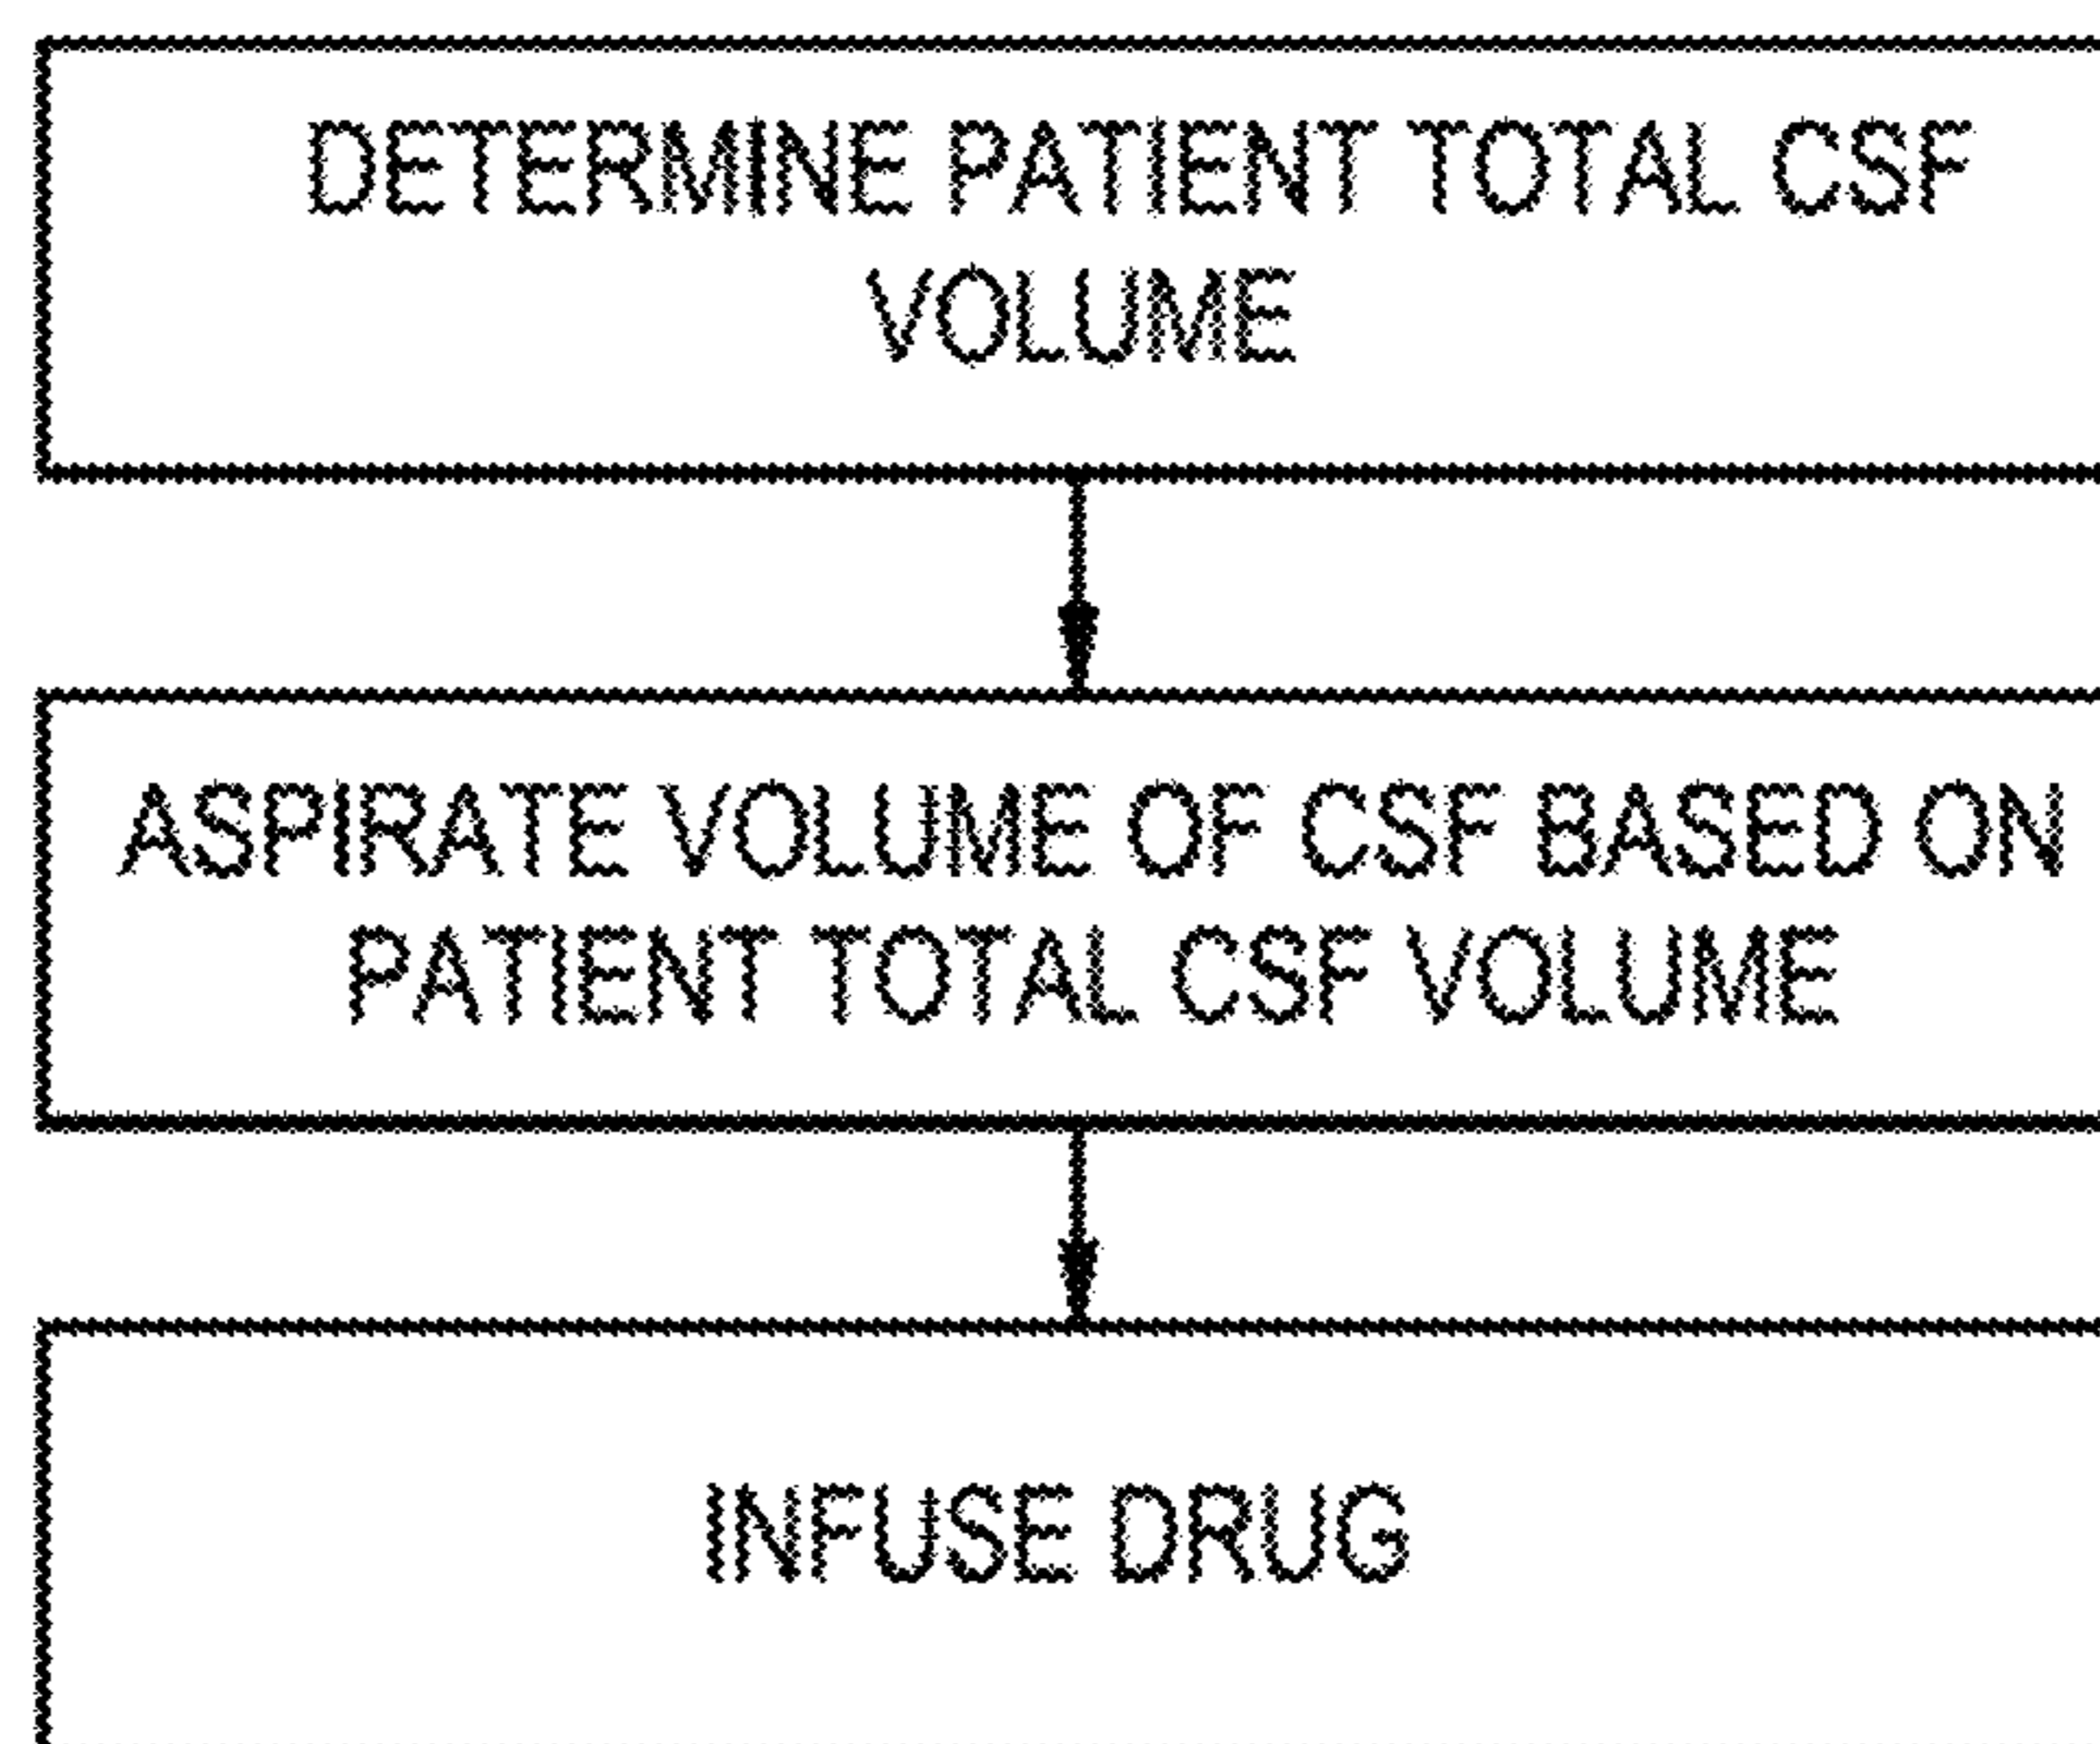 DETERMINE PATIENT TOTAL CSF
VOLUME
ASPIRATE VOLUME OF CSF BASED ON
PATIENT TOTAL CSF VOLUME
INFUSE DRUG